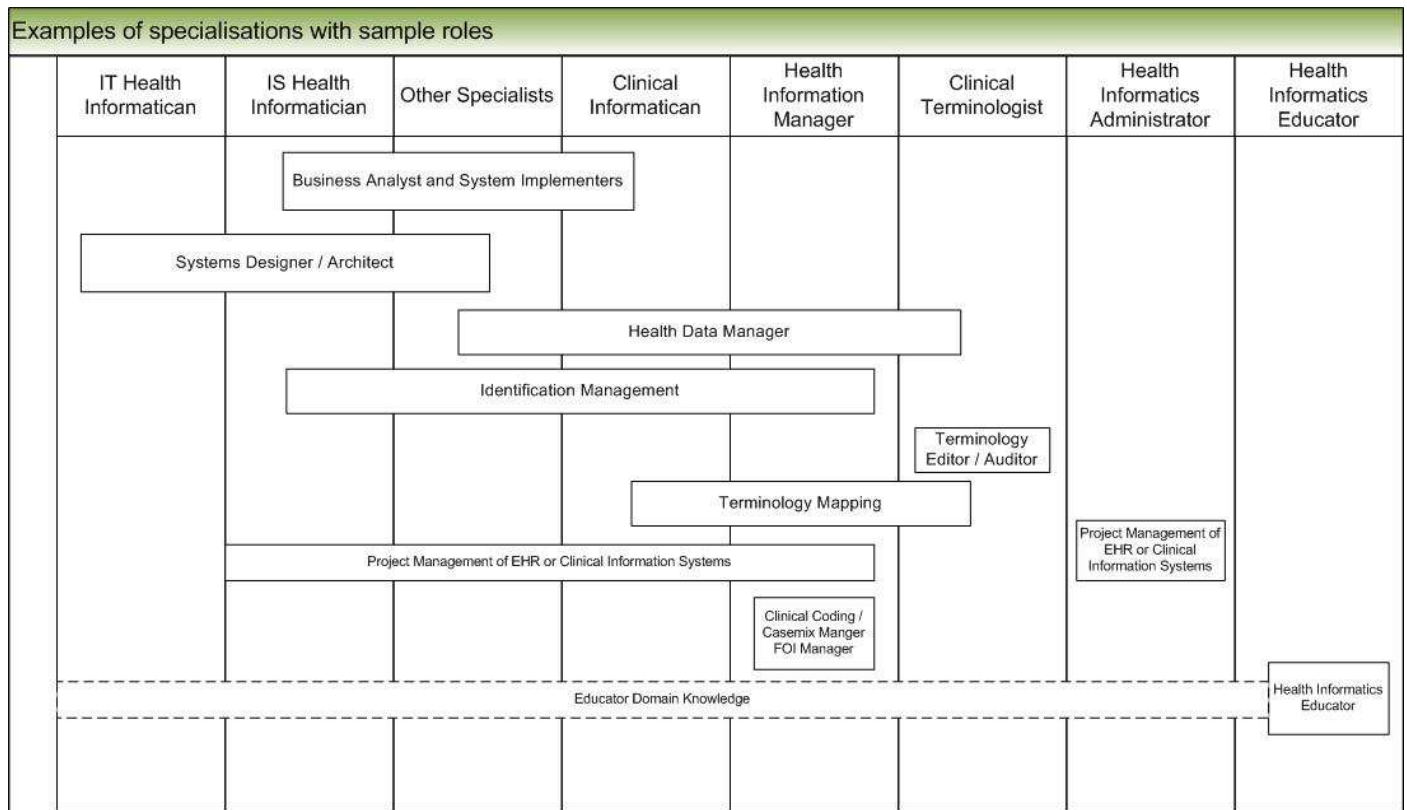 Examples of specialisations with sample roles
IT Health
Informatican
IS Health
Informatician
Other Specialists
Clinical
Informatican
Health
Information
Manager
Clinical
Terminologist
Health
Informatics
Administrator
Health
Informatics
Educator
Business Analyst and System Implementers
Systems Designer / Architect
Health Data Manager
Identification Management
Terminology
Editor / Auditor
Terminology Mapping
Project Management of EHR or Clinical Information Systems
Project Management of
EHR or Clinical
Information Systems
Clinical Coding /
Casemix Manger
FOI Manager
Educator Domain Knowledge
Health Informatics
Educator